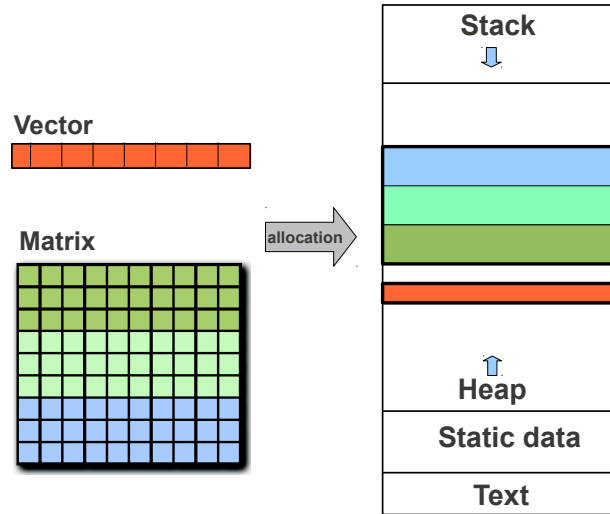 Stack
Vector
allocation
Matrix
Heap
Static data
Text